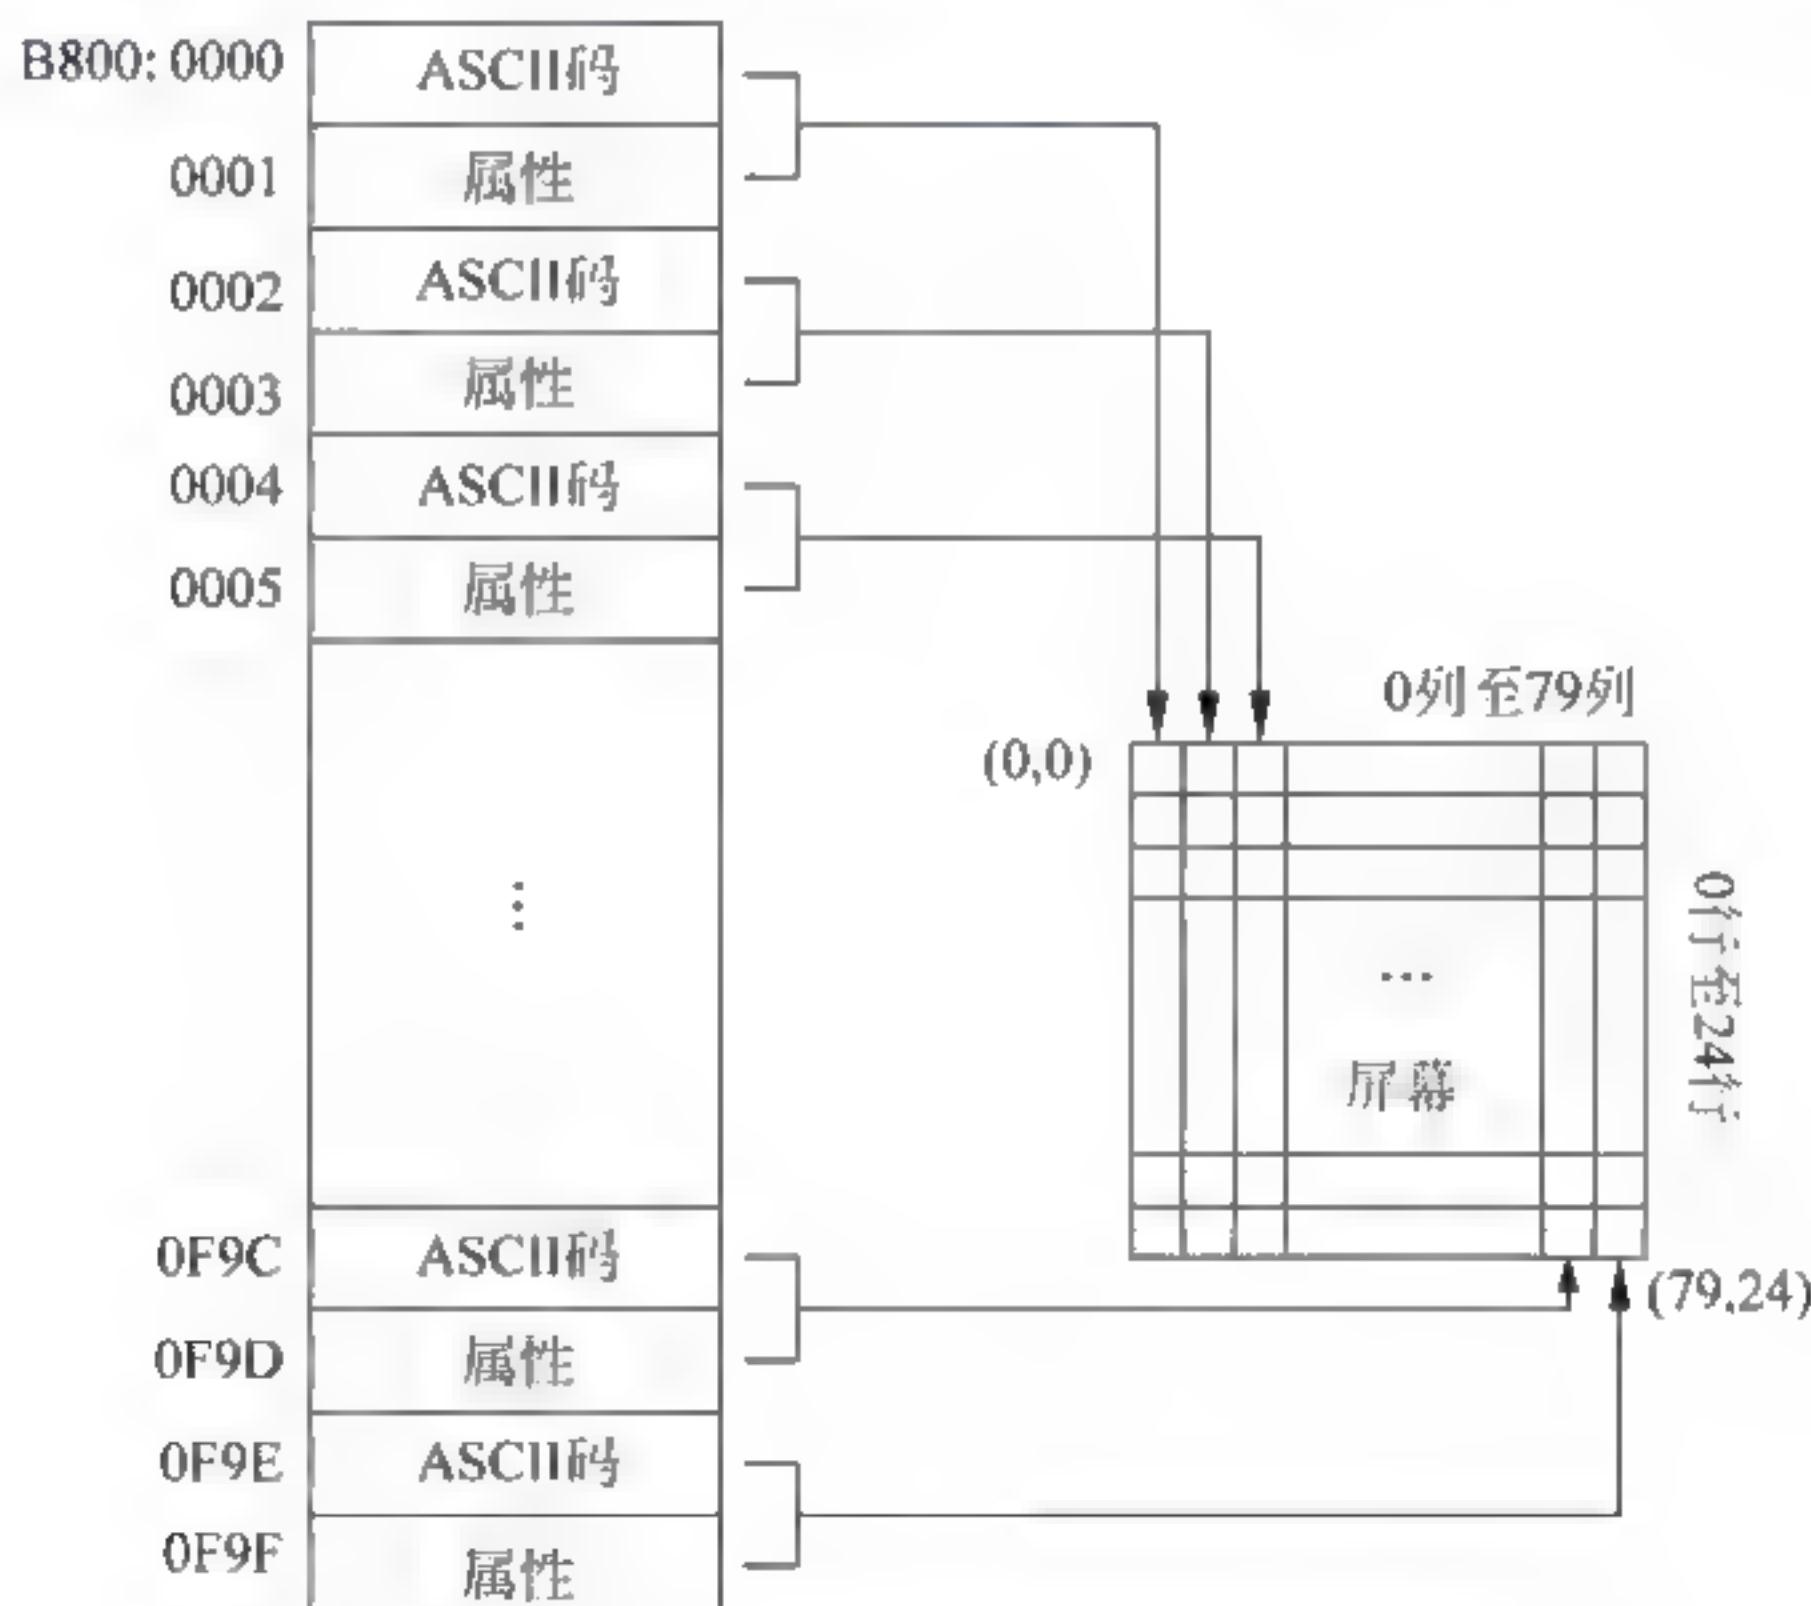 B800: 0000 ASCII码
0001 属性
0002 ASCII码
0003 属性
0004 ASCII码
0005 属性
⋮
0列至79列
(0,0)
0行至24行
…
屏幕
(79,24)
0F9C ASCII码
0F9D 属性
0F9E ASCII码
0F9F 属性